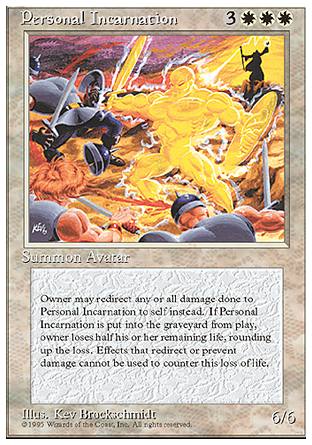 Personal Incarnation 3
Summon Avatar
Owner may redirect any or all damage done to
Personal Incarnation to self instead. If Personal
Incarnation is put into the graveyard from play,
owner loses half his or her remaining life, rounding
up the loss. Effects that redirect or prevent
damage cannot be used to counter this loss of life.
Illus. Kev Brockschmidt
©1995 Wizards of the Coast, Inc. All rights reserved.
6/6